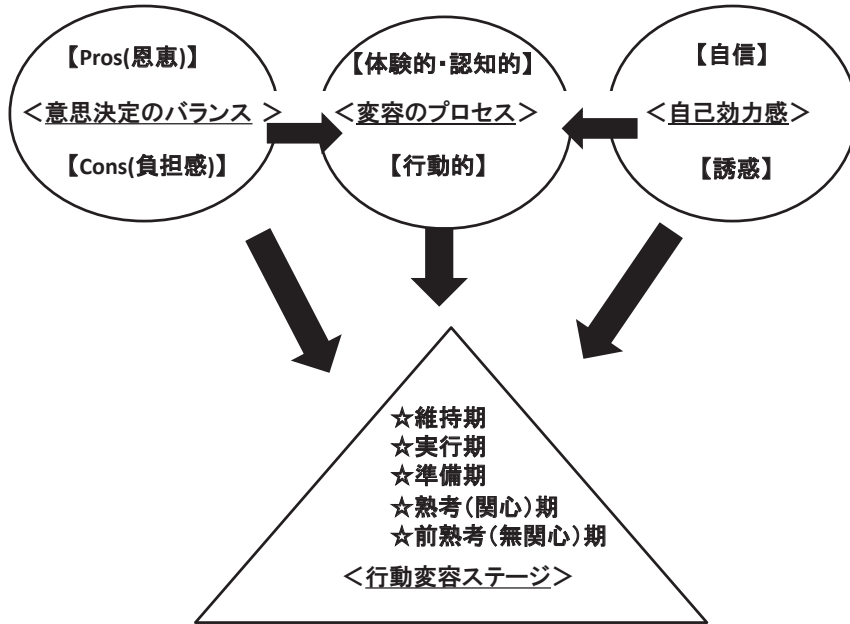 【Pros(恩恵)】
＜意思決定のバランス ＞
【Cons(負担感)】
【体験的・認知的】
＜変容のプロセス＞
【行動的】
【自信】
＜自己効力感＞
【誘惑】
☆維持期
☆実行期
☆準備期
☆熟考（関心）期
☆前熟考（無関心）期
＜行動変容ステージ＞